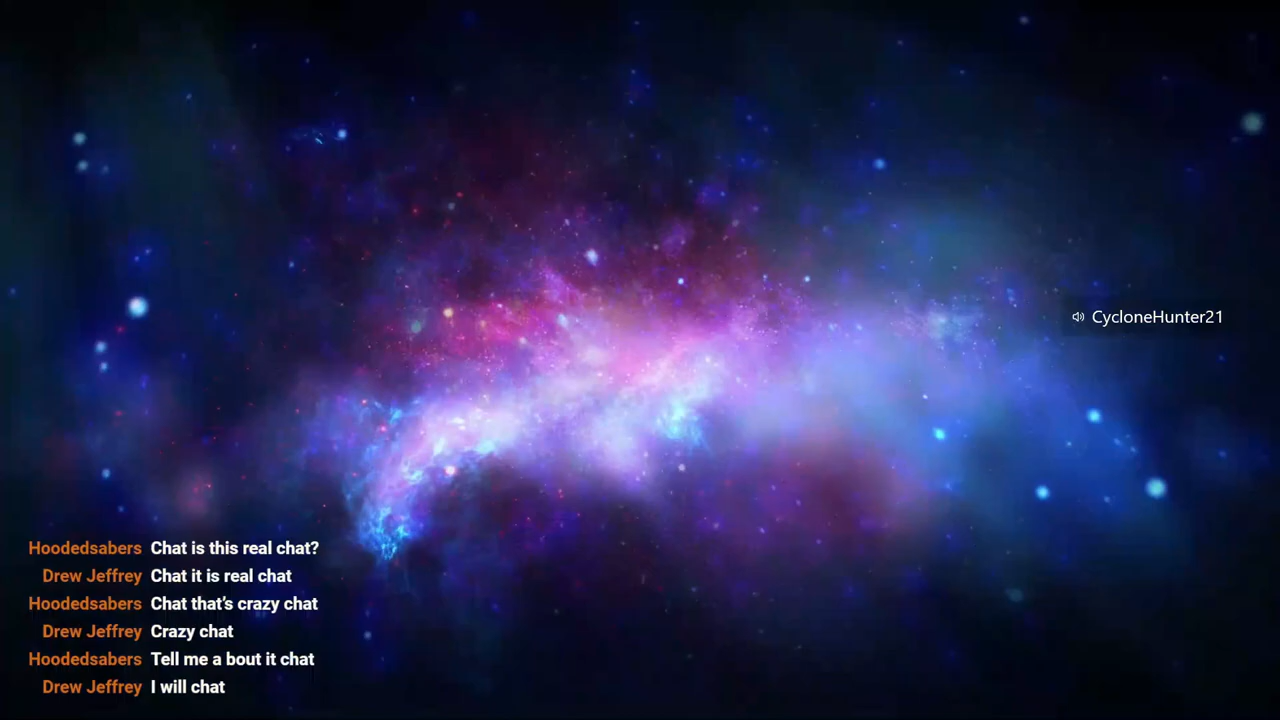 CycloneHunter21
Hoodedsabers Chat is this real chat?
Drew Jeffrey Chat it is real chat
Hoodedsabers Chat that's crazy chat
Drew Jeffrey Crazy chat
Hoodedsabers Tell me a bout it chat
Drew Jeffrey I will chat